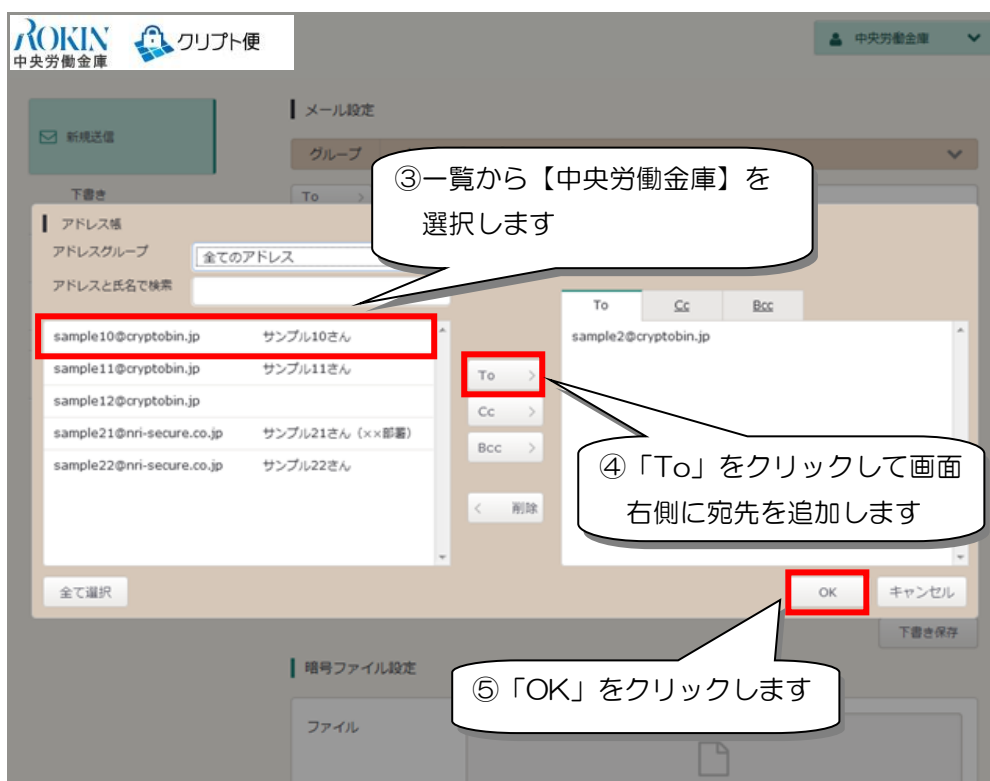 ROKIN
中央労働金庫
クリプト便
中央労働金庫
新規送信
メール設定
グループ
下書き
To >
③一覧から【中央労働金庫】を
選択します
アドレス帳
アドレスグループ
全てのアドレス
アドレスと氏名で検索
To Cc Bcc
sample10@cryptobin.jp サンプル10さん
sample2@cryptobin.jp
sample11@cryptobin.jp サンプル11さん
To >
sample12@cryptobin.jp
Cc >
sample21@nri-secure.co.jp サンプル21さん（××部署）
Bcc >
sample22@nri-secure.co.jp サンプル22さん
④「To」をクリックして画面
右側に宛先を追加します
< 削除
全て選択
OK
キャンセル
下書き保存
暗号ファイル設定
⑤「OK」をクリックします
ファイル